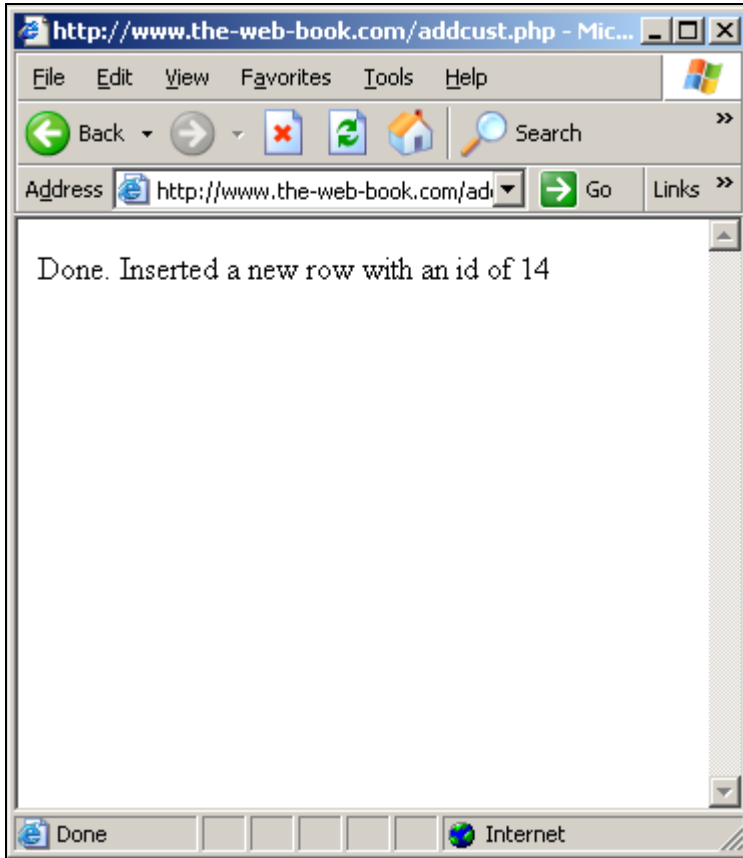 http://www.the-web-book.com/addcust.php - Mic...
File Edit View Favorites Tools Help
Back Search »
Address http://www.the-web-book.com/ad Go Links »
Done. Inserted a new row with an id of 14
Done Internet